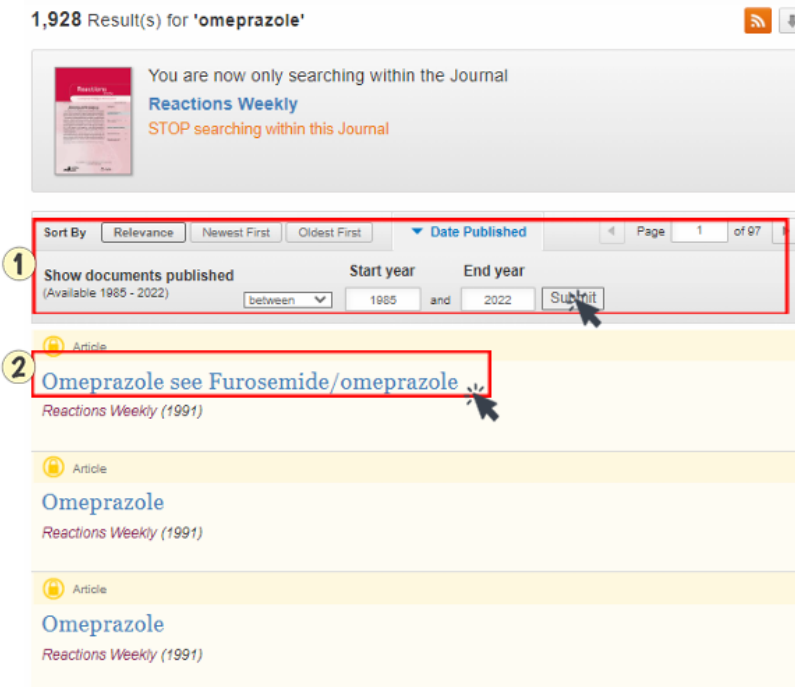 1,928 Result(s) for 'omeprazole'
Reactions
You are now only searching within the Journal
Reactions Weekly
STOP searching within this Journal
1
Sort By Relevance Newest First Oldest First Date Published Page 1 of 97
Show documents published Start year End year
(Available 1985 - 2022) between 1985 and 2022 Submit
Article
2
Omeprazole see Furosemide/omeprazole
Reactions Weekly (1991)
Article
Omeprazole
Reactions Weekly (1991)
Article
Omeprazole
Reactions Weekly (1991)